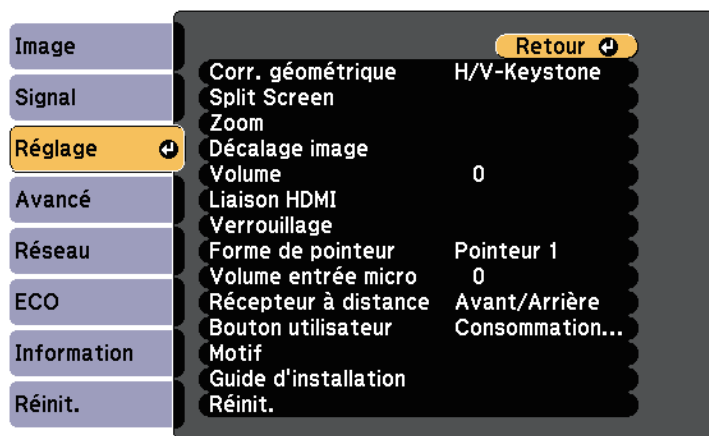 Image
Signal
Réglage
Avancé
Réseau
ECO
Information
Réinit.
Retour
Corr. géométrique H/V-Keystone
Split Screen
Zoom
Décalage image
Volume 0
Liaison HDMI
Verrouillage
Forme de pointeur Pointeur 1
Volume entrée micro 0
Récepteur à distance Avant/Arrière
Bouton utilisateur Consommation...
Motif
Guide d'installation
Réinit.